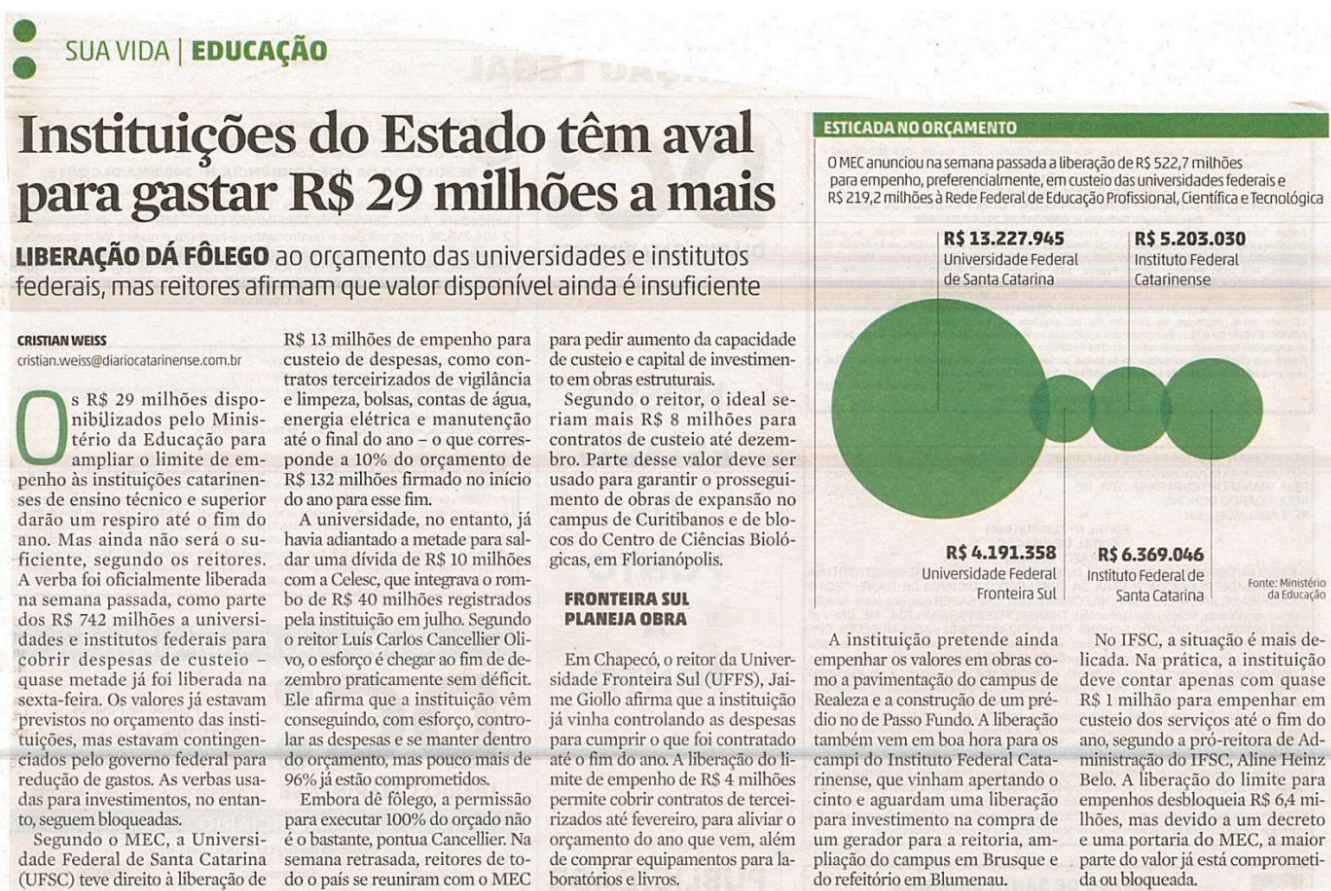 SUA VIDA | EDUCAÇÃO
Instituições do Estado têm aval
para gastar R$ 29 milhões a mais
LIBERAÇÃO DÁ FÔLEGO ao orçamento das universidades e institutos
federais, mas reitores afirmam que valor disponível ainda é insuficiente
CRISTIAN WEISS
cristian.weiss@diariocatarinense.com.br
Os R$ 29 milhões dispo-
nibilizados pelo Minis-
tério da Educação para
ampliar o limite de em-
penho às instituições catarinen-
ses de ensino técnico e superior
darão um respiro até o fim do
ano. Mas ainda não será o su-
ficiente, segundo os reitores.
A verba foi oficialmente liberada
na semana passada, como parte
dos R$ 742 milhões a universi-
dades e institutos federais para
cobrir despesas de custeio –
quase metade já foi liberada na
sexta-feira. Os valores já estavam
previstos no orçamento das insti-
tuições, mas estavam contingen-
ciados pelo governo federal para
redução de gastos. As verbas usa-
das para investimentos, no entan-
to, seguem bloqueadas.
Segundo o MEC, a Universi-
dade Federal de Santa Catarina
(UFSC) teve direito à liberação de
R$ 13 milhões de empenho para
custeio de despesas, como con-
tratos terceirizados de vigilância
e limpeza, bolsas, contas de água,
energia elétrica e manutenção
até o final do ano – o que corres-
ponde a 10% do orçamento de
R$ 132 milhões firmado no início
do ano para esse fim.
A universidade, no entanto, já
havia adiantado a metade para sal-
dar uma dívida de R$ 10 milhões
com a Celesc, que integrava o rom-
bo de R$ 40 milhões registrados
pela instituição em julho. Segundo
o reitor Luís Carlos Cancellier Oli-
vo, o esforço é chegar ao fim de de-
zembro praticamente sem déficit.
Ele afirma que a instituição vêm
conseguindo, com esforço, contro-
lar as despesas e se manter dentro
do orçamento, mas pouco mais de
96% já estão comprometidos.
Embora dê fôlego, a permissão
para executar 100% do orçado não
é o bastante, pontua Cancellier. Na
semana retrasada, reitores de to-
do o país se reuniram com o MEC
para pedir aumento da capacidade
de custeio e capital de investimen-
to em obras estruturais.
Segundo o reitor, o ideal se-
riam mais R$ 8 milhões para
contratos de custeio até dezem-
bro. Parte desse valor deve ser
usado para garantir o prossegui-
mento de obras de expansão no
campus de Curitibanos e de blo-
cos do Centro de Ciências Bioló-
gicas, em Florianópolis.
FRONTEIRA SUL
PLANEJA OBRA
Em Chapecó, o reitor da Univer-
sidade Fronteira Sul (UFFS), Jai-
me Giollo afirma que a instituição
já vinha controlando as despesas
para cumprir o que foi contratado
até o fim do ano. A liberação do li-
mite de empenho de R$ 4 milhões
permite cobrir contratos de tercei-
rizados até fevereiro, para aliviar o
orçamento do ano que vem, além
de comprar equipamentos para la-
boratórios e livros.
ESTICADA NO ORÇAMENTO
O MEC anunciou na semana passada a liberação de R$ 522,7 milhões
para empenho, preferencialmente, em custeio das universidades federais e
R$ 219,2 milhões à Rede Federal de Educação Profissional, Científica e Tecnológica
R$ 13.227.945
Universidade Federal
de Santa Catarina
R$ 5.203.030
Instituto Federal
Catarinense
R$ 4.191.358
Universidade Federal
Fronteira Sul
R$ 6.369.046
Instituto Federal de
Santa Catarina
Fonte: Ministério
da Educação
A instituição pretende ainda
empenhar os valores em obras co-
mo a pavimentação do campus de
Realeza e a construção de um pré-
dio no de Passo Fundo. A liberação
também vem em boa hora para os
campi do Instituto Federal Cata-
rinense, que vinham apertando o
cinto e aguardam uma liberação
para investimento na compra de
um gerador para a reitoria, am-
pliação do campus em Brusque e
do refeitório em Blumenau.
No IFSC, a situação é mais de-
licada. Na prática, a instituição
deve contar apenas com quase
R$ 1 milhão para empenhar em
custeio dos serviços até o fim do
ano, segundo a pró-reitora de Ad-
ministração do IFSC, Aline Heinz
Belo. A liberação do limite para
empenhos desbloqueia R$ 6,4 mi-
lhões, mas devido a um decreto
e uma portaria do MEC, a maior
parte do valor já está comprometi-
da ou bloqueada.